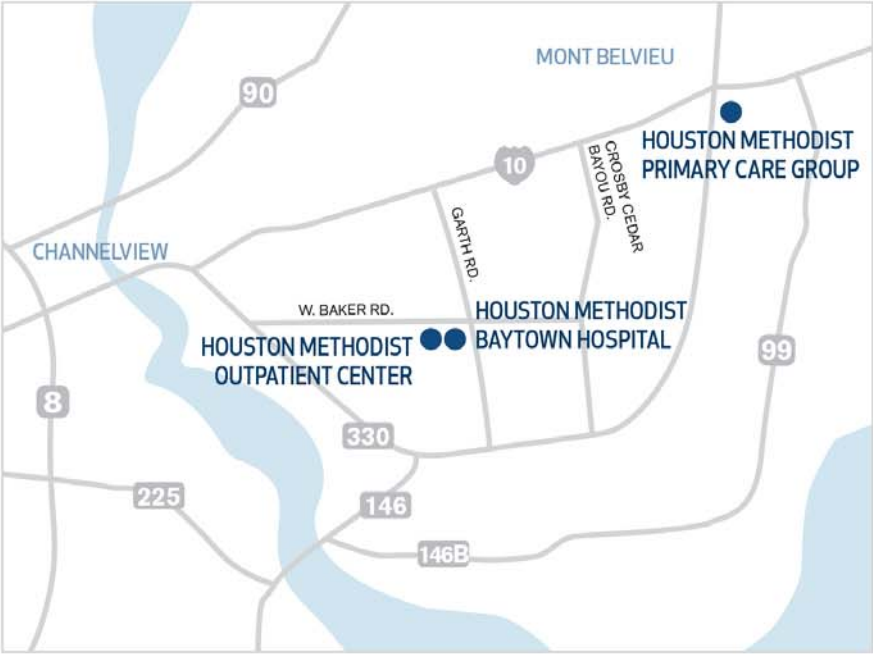 MONT BELVIEU
90
HOUSTON METHODIST
PRIMARY CARE GROUP
10
CROSBY CEDAR
BAYOU RD.
GARTH RD.
CHANNELVIEW
W. BAKER RD.
HOUSTON METHODIST
BAYTOWN HOSPITAL
HOUSTON METHODIST
OUTPATIENT CENTER
99
8
330
225
146
146B